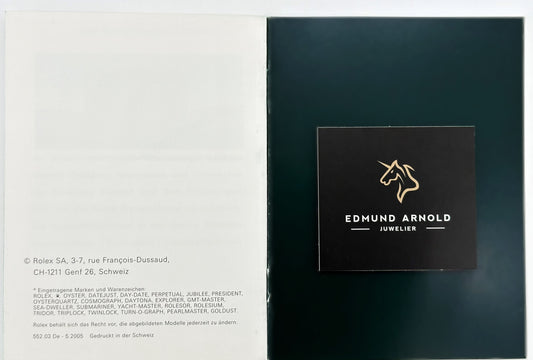 © Rolex SA, 3-7, rue François-Dussaud,
CH-1211 Genf 26, Schweiz
* Eingetragene Marken und Warenzeichen:
ROLEX, OYSTER, DATEJUST, DAY-DATE, PERPETUAL, JUBILEE, PRESIDENT,
OYSTERQUARTZ, COSMOGRAPH, DAYTONA, EXPLORER, GMT-MASTER,
SEA-DWELLER, SUBMARINER, YACHT-MASTER, ROLESOR, ROLESIUM,
TRIDOR, TRIPLOCK, TWINLOCK, TURN-O-GRAPH, PEARLMASTER, GOLDUST.
Rolex behält sich das Recht vor, die abgebildeten Modelle jederzeit zu ändern.
552.03 De - 5.2005 Gedruckt in der Schweiz
EDMUND ARNOLD
JUWELIER